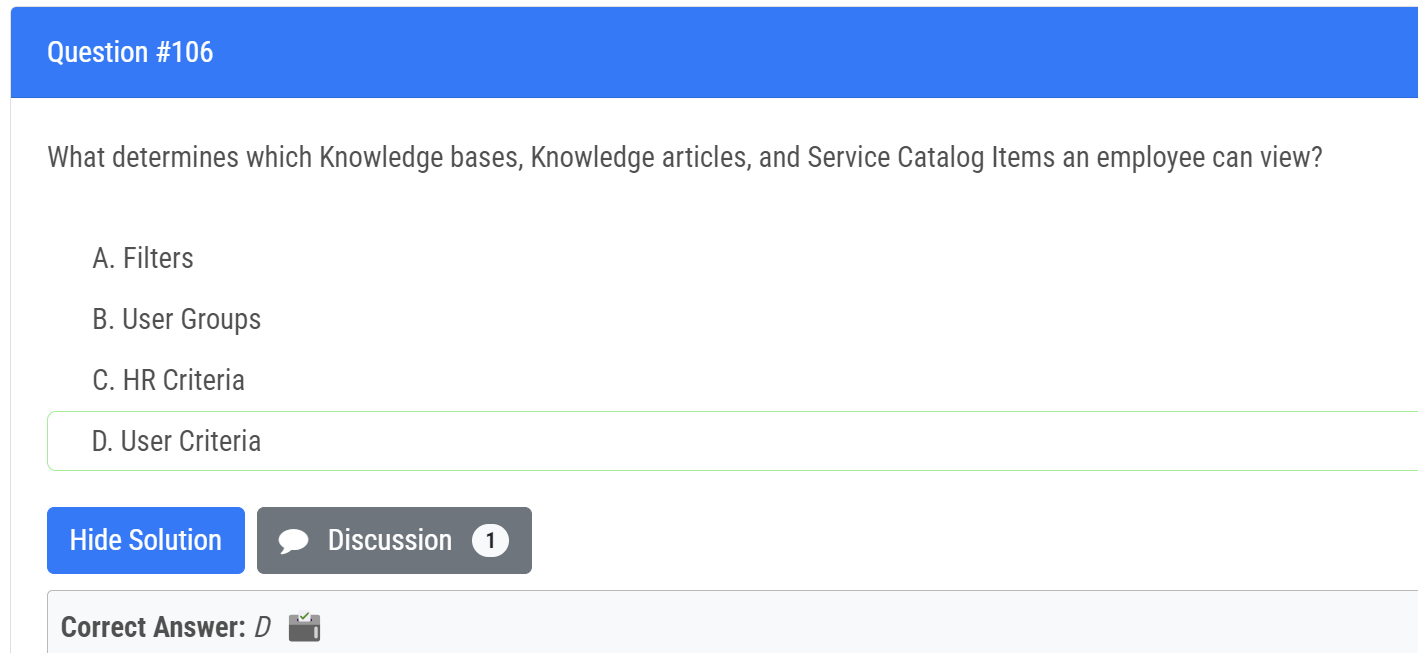 Question #106
What determines which Knowledge bases, Knowledge articles, and Service Catalog Items an employee can view?
A. Filters
B. User Groups
C. HR Criteria
D. User Criteria
Hide Solution
Discussion 1
Correct Answer: D